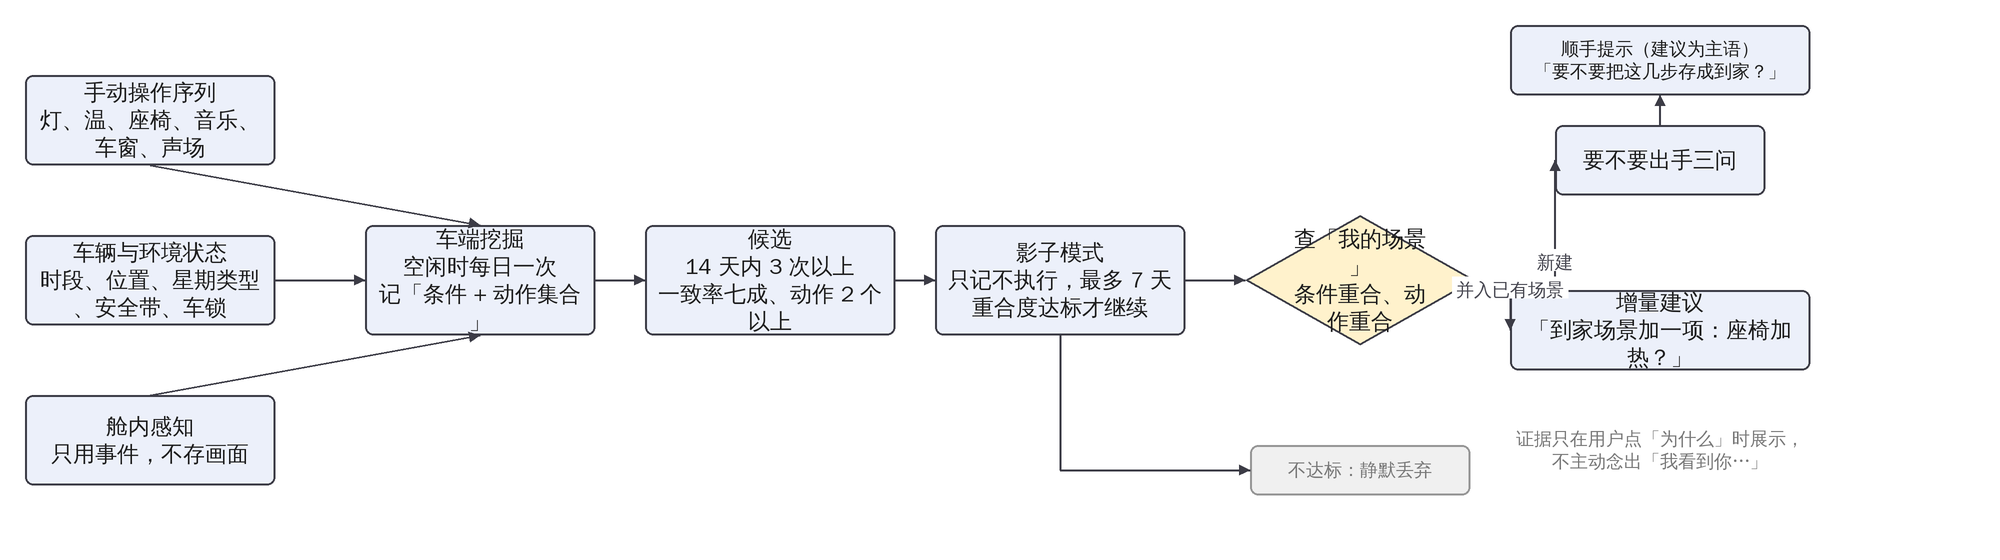 手动操作序列
灯、温、座椅、音乐、
车窗、声场
车辆与环境状态
时段、位置、星期类型
、安全带、车锁
舱内感知
只用事件，不存画面
车端挖掘
空闲时每日一次
记「条件 + 动作集合
」
候选
14 天内 3 次以上
一致率七成、动作 2 个
以上
影子模式
只记不执行，最多 7 天
重合度达标才继续
查「我的场景
」
条件重合、动
作重合
不达标：静默丢弃
新建
并入已有场景
顺手提示（建议为主语）
「要不要把这几步存成到家？」
要不要出手三问
增量建议
「到家场景加一项：座椅加
热？」
证据只在用户点「为什么」时展示，
不主动念出「我看到你…」